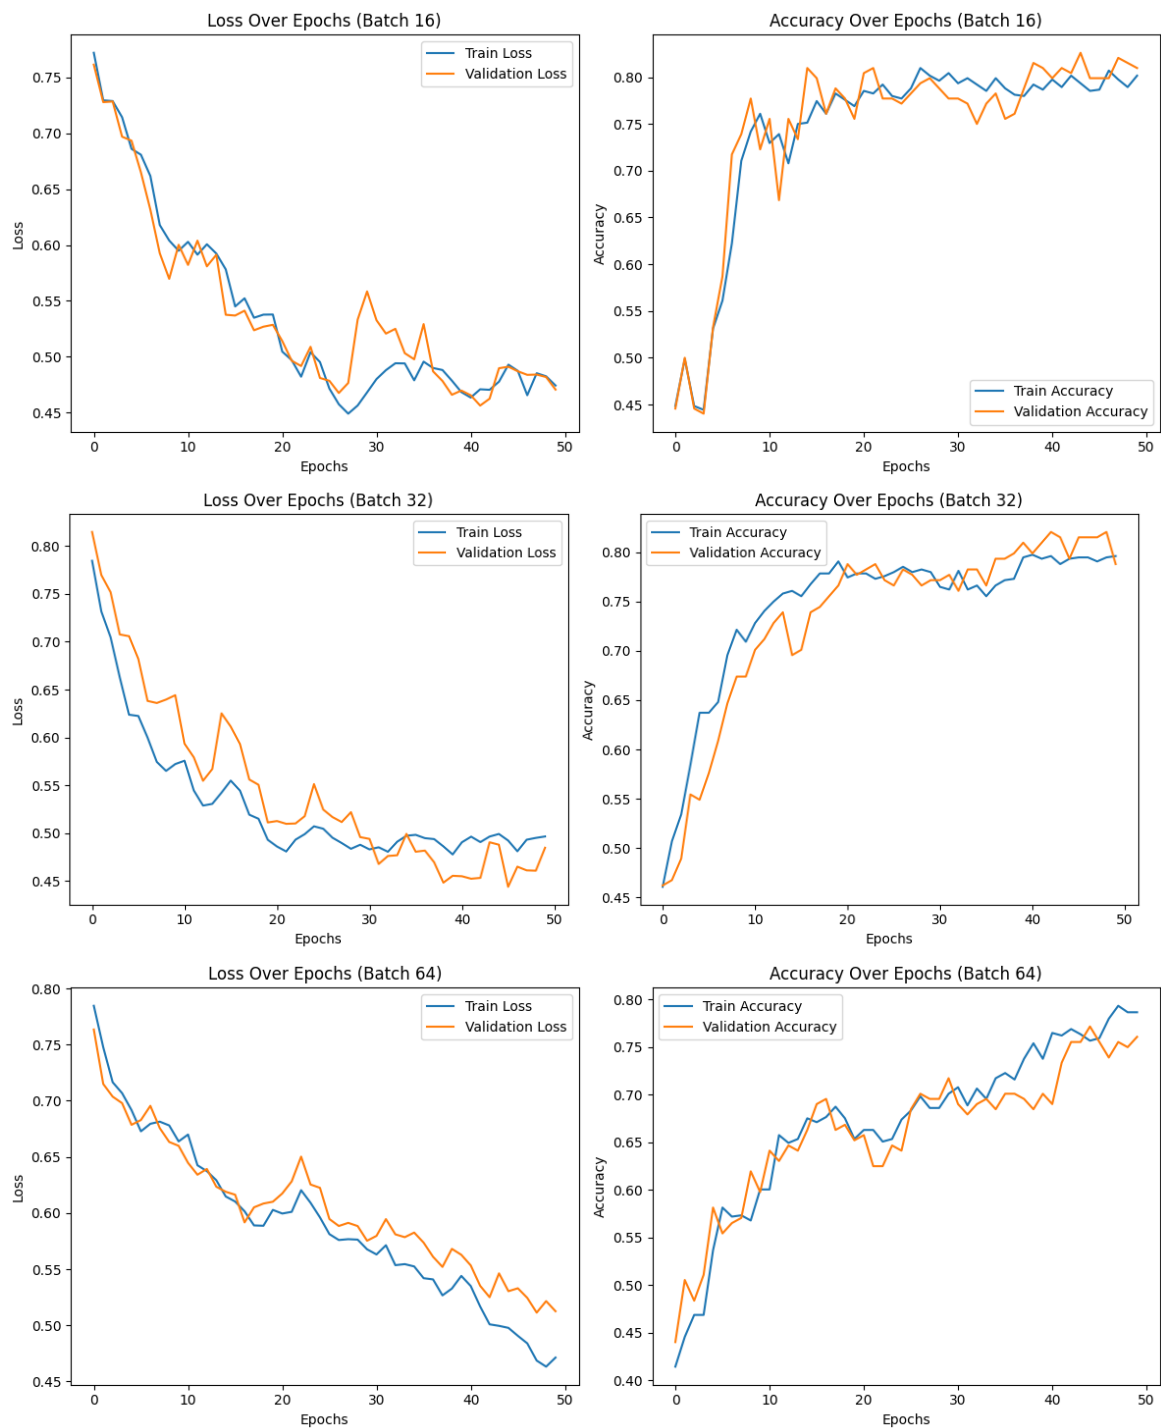 Loss Over Epochs (Batch 16)
Train Loss
Validation Loss
0.75
0.70
0.65
0.60
0.55
0.50
0.45
Loss
0 10 20 30 40 50
Epochs
Accuracy Over Epochs (Batch 16)
0.80
0.75
0.70
0.65
0.60
0.55
0.50
0.45
Accuracy
Train Accuracy
Validation Accuracy
0 10 20 30 40 50
Epochs
Loss Over Epochs (Batch 32)
Train Loss
Validation Loss
0.80
0.75
0.70
0.65
0.60
0.55
0.50
0.45
Loss
0 10 20 30 40 50
Epochs
Accuracy Over Epochs (Batch 32)
Train Accuracy
Validation Accuracy
0.80
0.75
0.70
0.65
0.60
0.55
0.50
0.45
Accuracy
0 10 20 30 40 50
Epochs
Loss Over Epochs (Batch 64)
Train Loss
Validation Loss
0.80
0.75
0.70
0.65
0.60
0.55
0.50
0.45
Loss
0 10 20 30 40 50
Epochs
Accuracy Over Epochs (Batch 64)
Train Accuracy
Validation Accuracy
0.80
0.75
0.70
0.65
0.60
0.55
0.50
0.45
0.40
Accuracy
0 10 20 30 40 50
Epochs